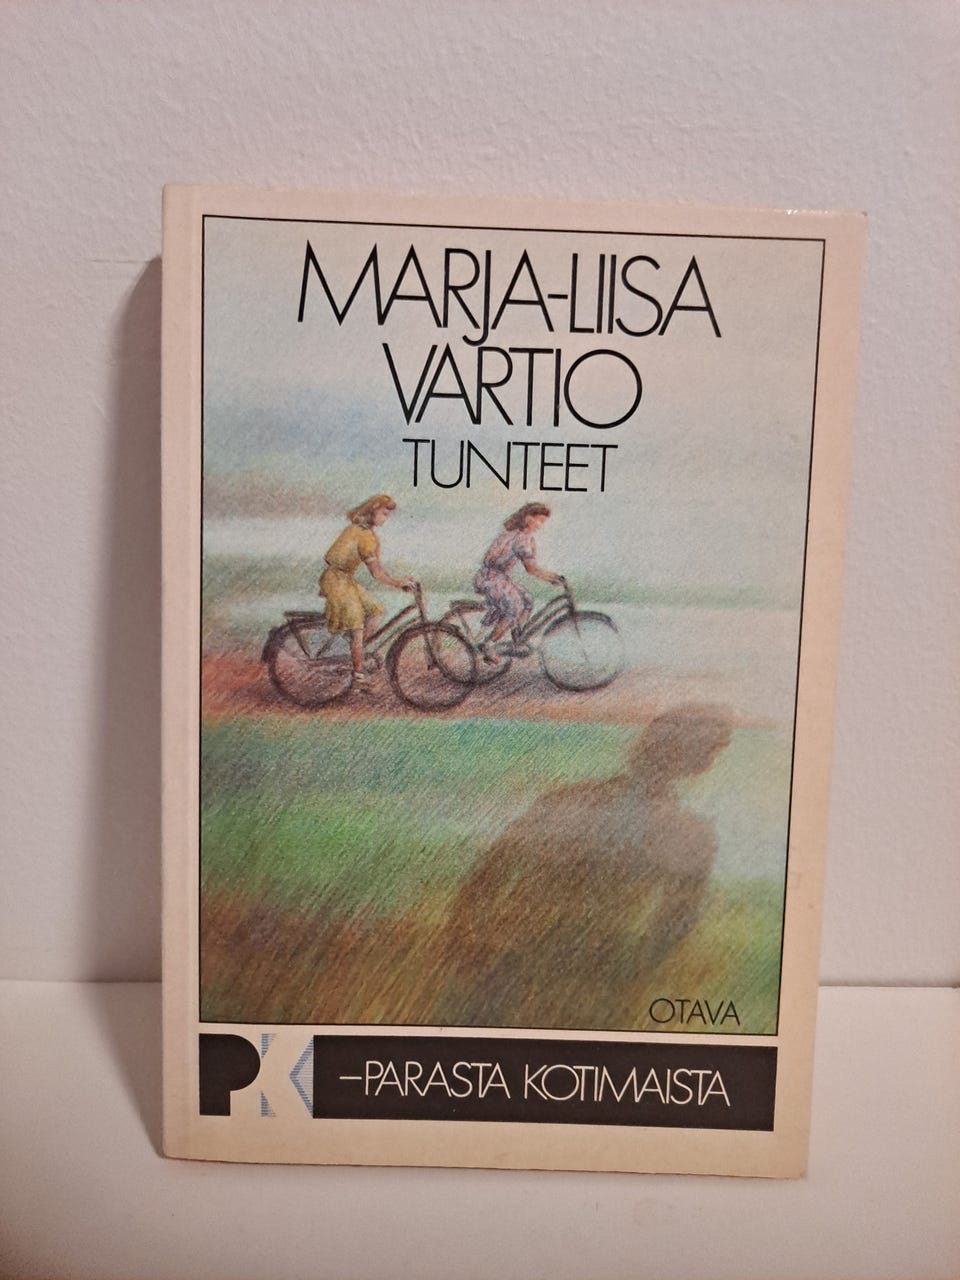 MARJA-LIISA
VARTIO
TUNTEET
OTAVA
PK –PARASTA KOTIMAISTA